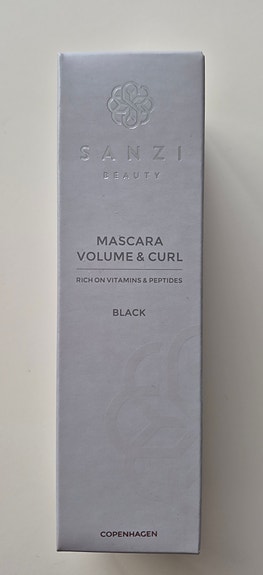 SANZI
BEAUTY
MASCARA
VOLUME & CURL
RICH ON VITAMINS & PEPTIDES
BLACK
COPENHAGEN